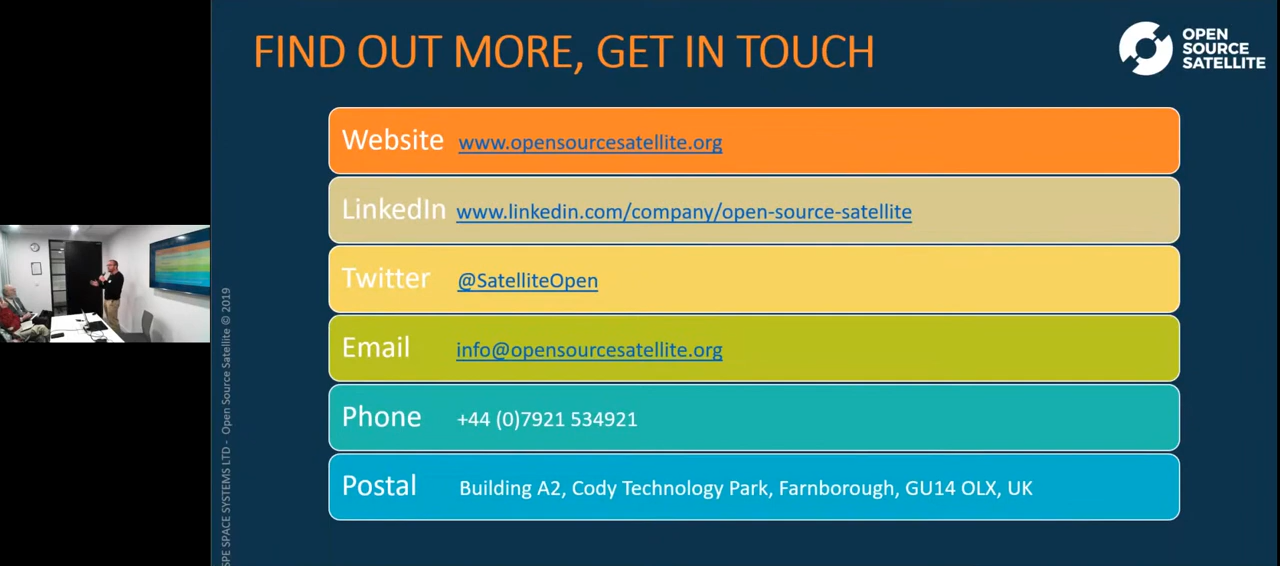 FIND OUT MORE, GET IN TOUCH
OPEN
SOURCE
SATELLITE
Website www.opensourcesatellite.org
LinkedIn www.linkedin.com/company/open-source-satellite
Twitter @SatelliteOpen
Email info@opensourcesatellite.org
Phone +44 (0)7921 534921
Postal Building A2, Cody Technology Park, Farnborough, GU14 OLX, UK
SPE SPACE SYSTEMS LTD - Open Source Satellite © 2019